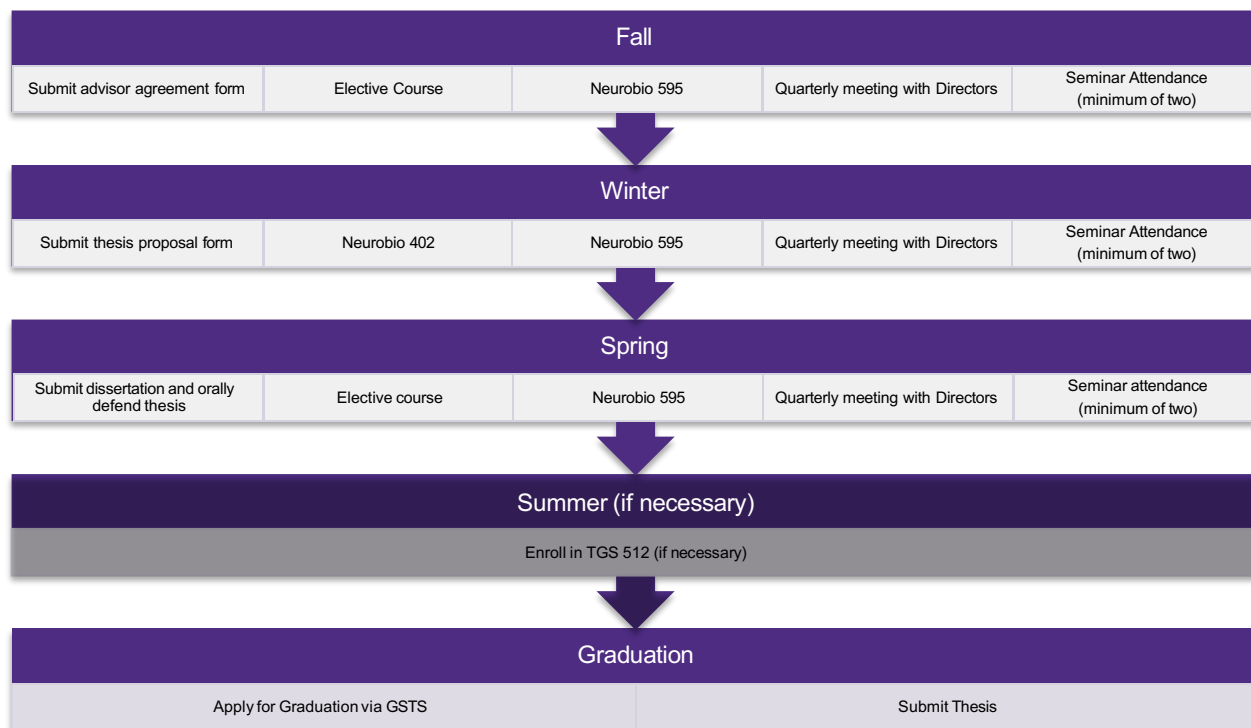 Fall
Submit advisor agreement form
Elective Course
Neurobio 595
Quarterly meeting with Directors
Seminar Attendance
(minimum of two)
Winter
Submit thesis proposal form
Neurobio 402
Neurobio 595
Quarterly meeting with Directors
Seminar Attendance
(minimum of two)
Spring
Submit dissertation and orally
defend thesis
Elective course
Neurobio 595
Quarterly meeting with Directors
Seminar attendance
(minimum of two)
Summer (if necessary)
Enroll in TGS 512 (if necessary)
Graduation
Apply for Graduation via GSTS
Submit Thesis